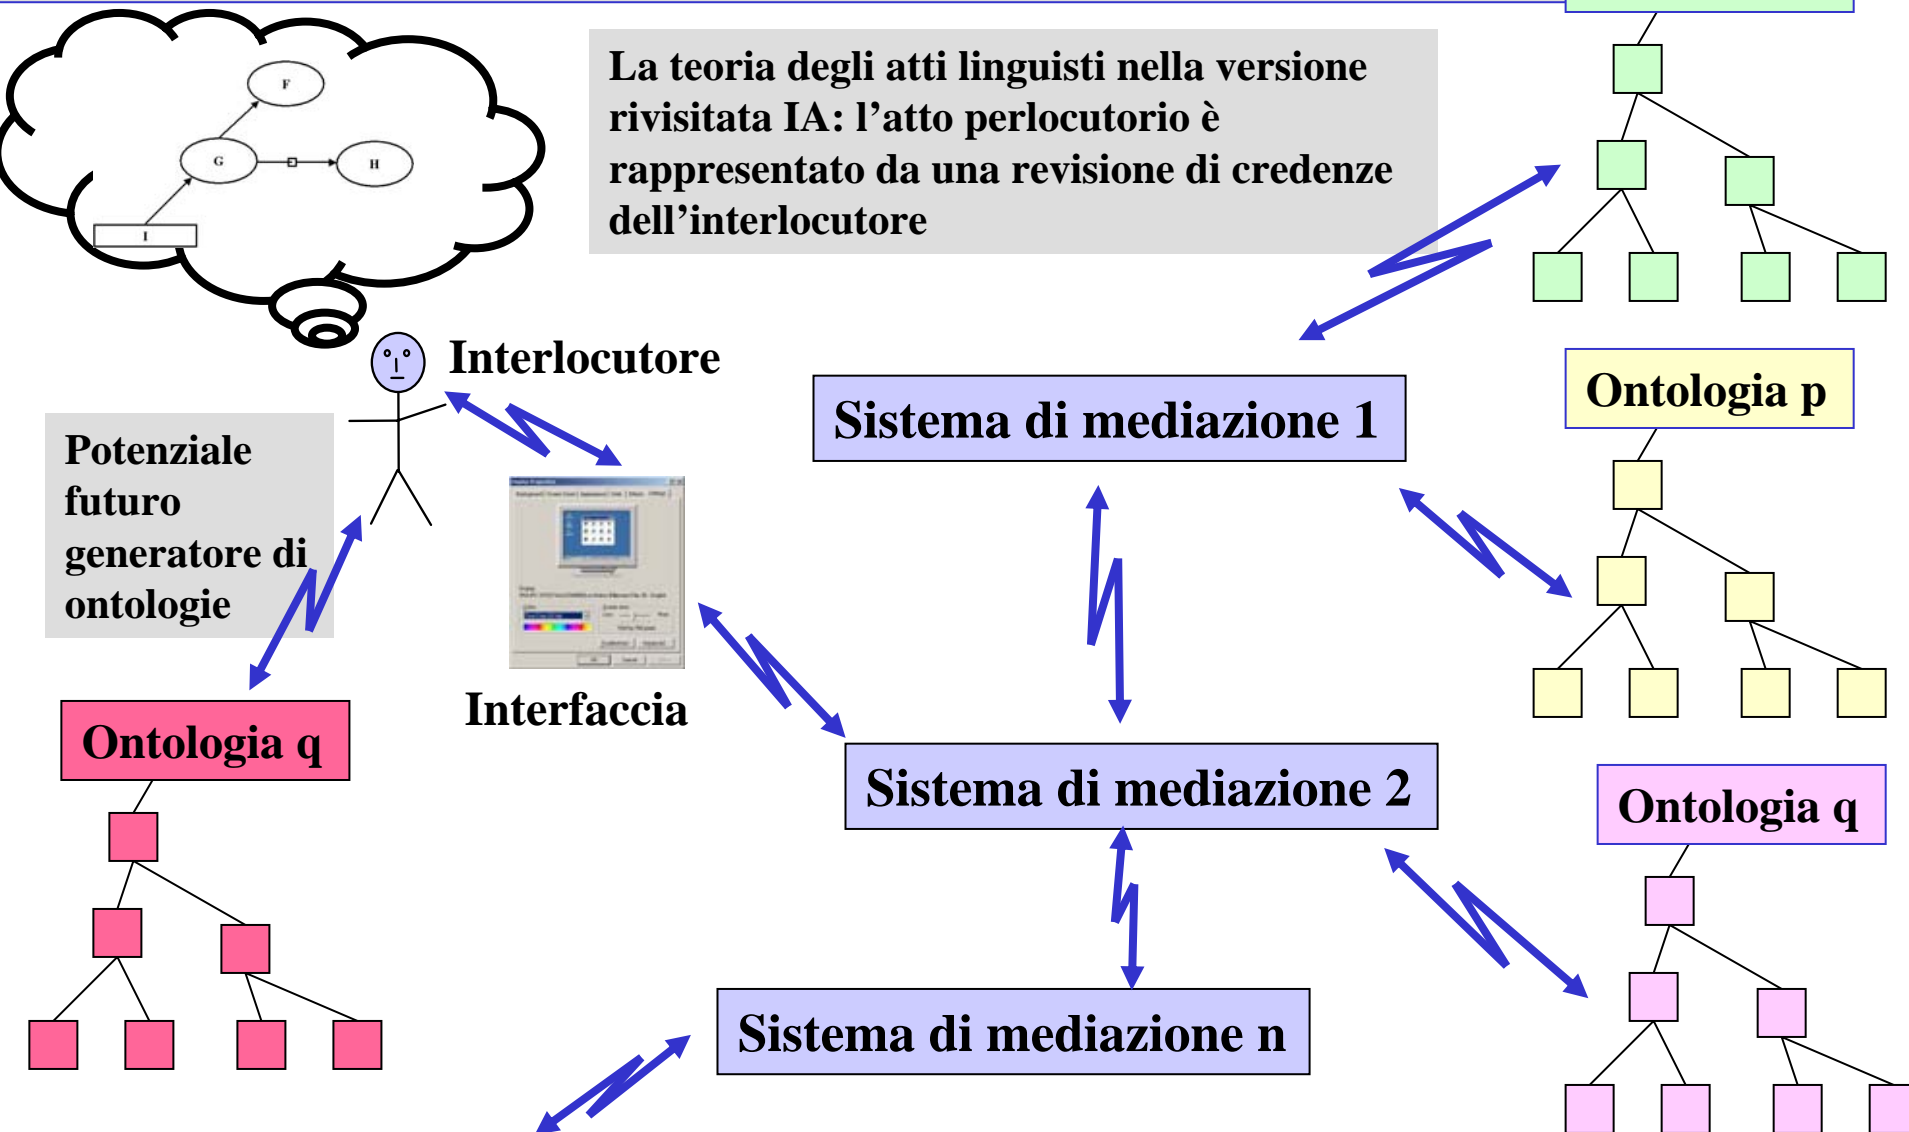 F
G
H
I
La teoria degli atti linguisti nella versione
rivisitata IA: l’atto perlocutorio è
rappresentato da una revisione di credenze
dell’interlocutore
Interlocutore
Ontologia p
Sistema di mediazione 1
Potenziale
futuro
generatore di
ontologie
Interfaccia
Ontologia q
Sistema di mediazione 2
Ontologia q
Sistema di mediazione n